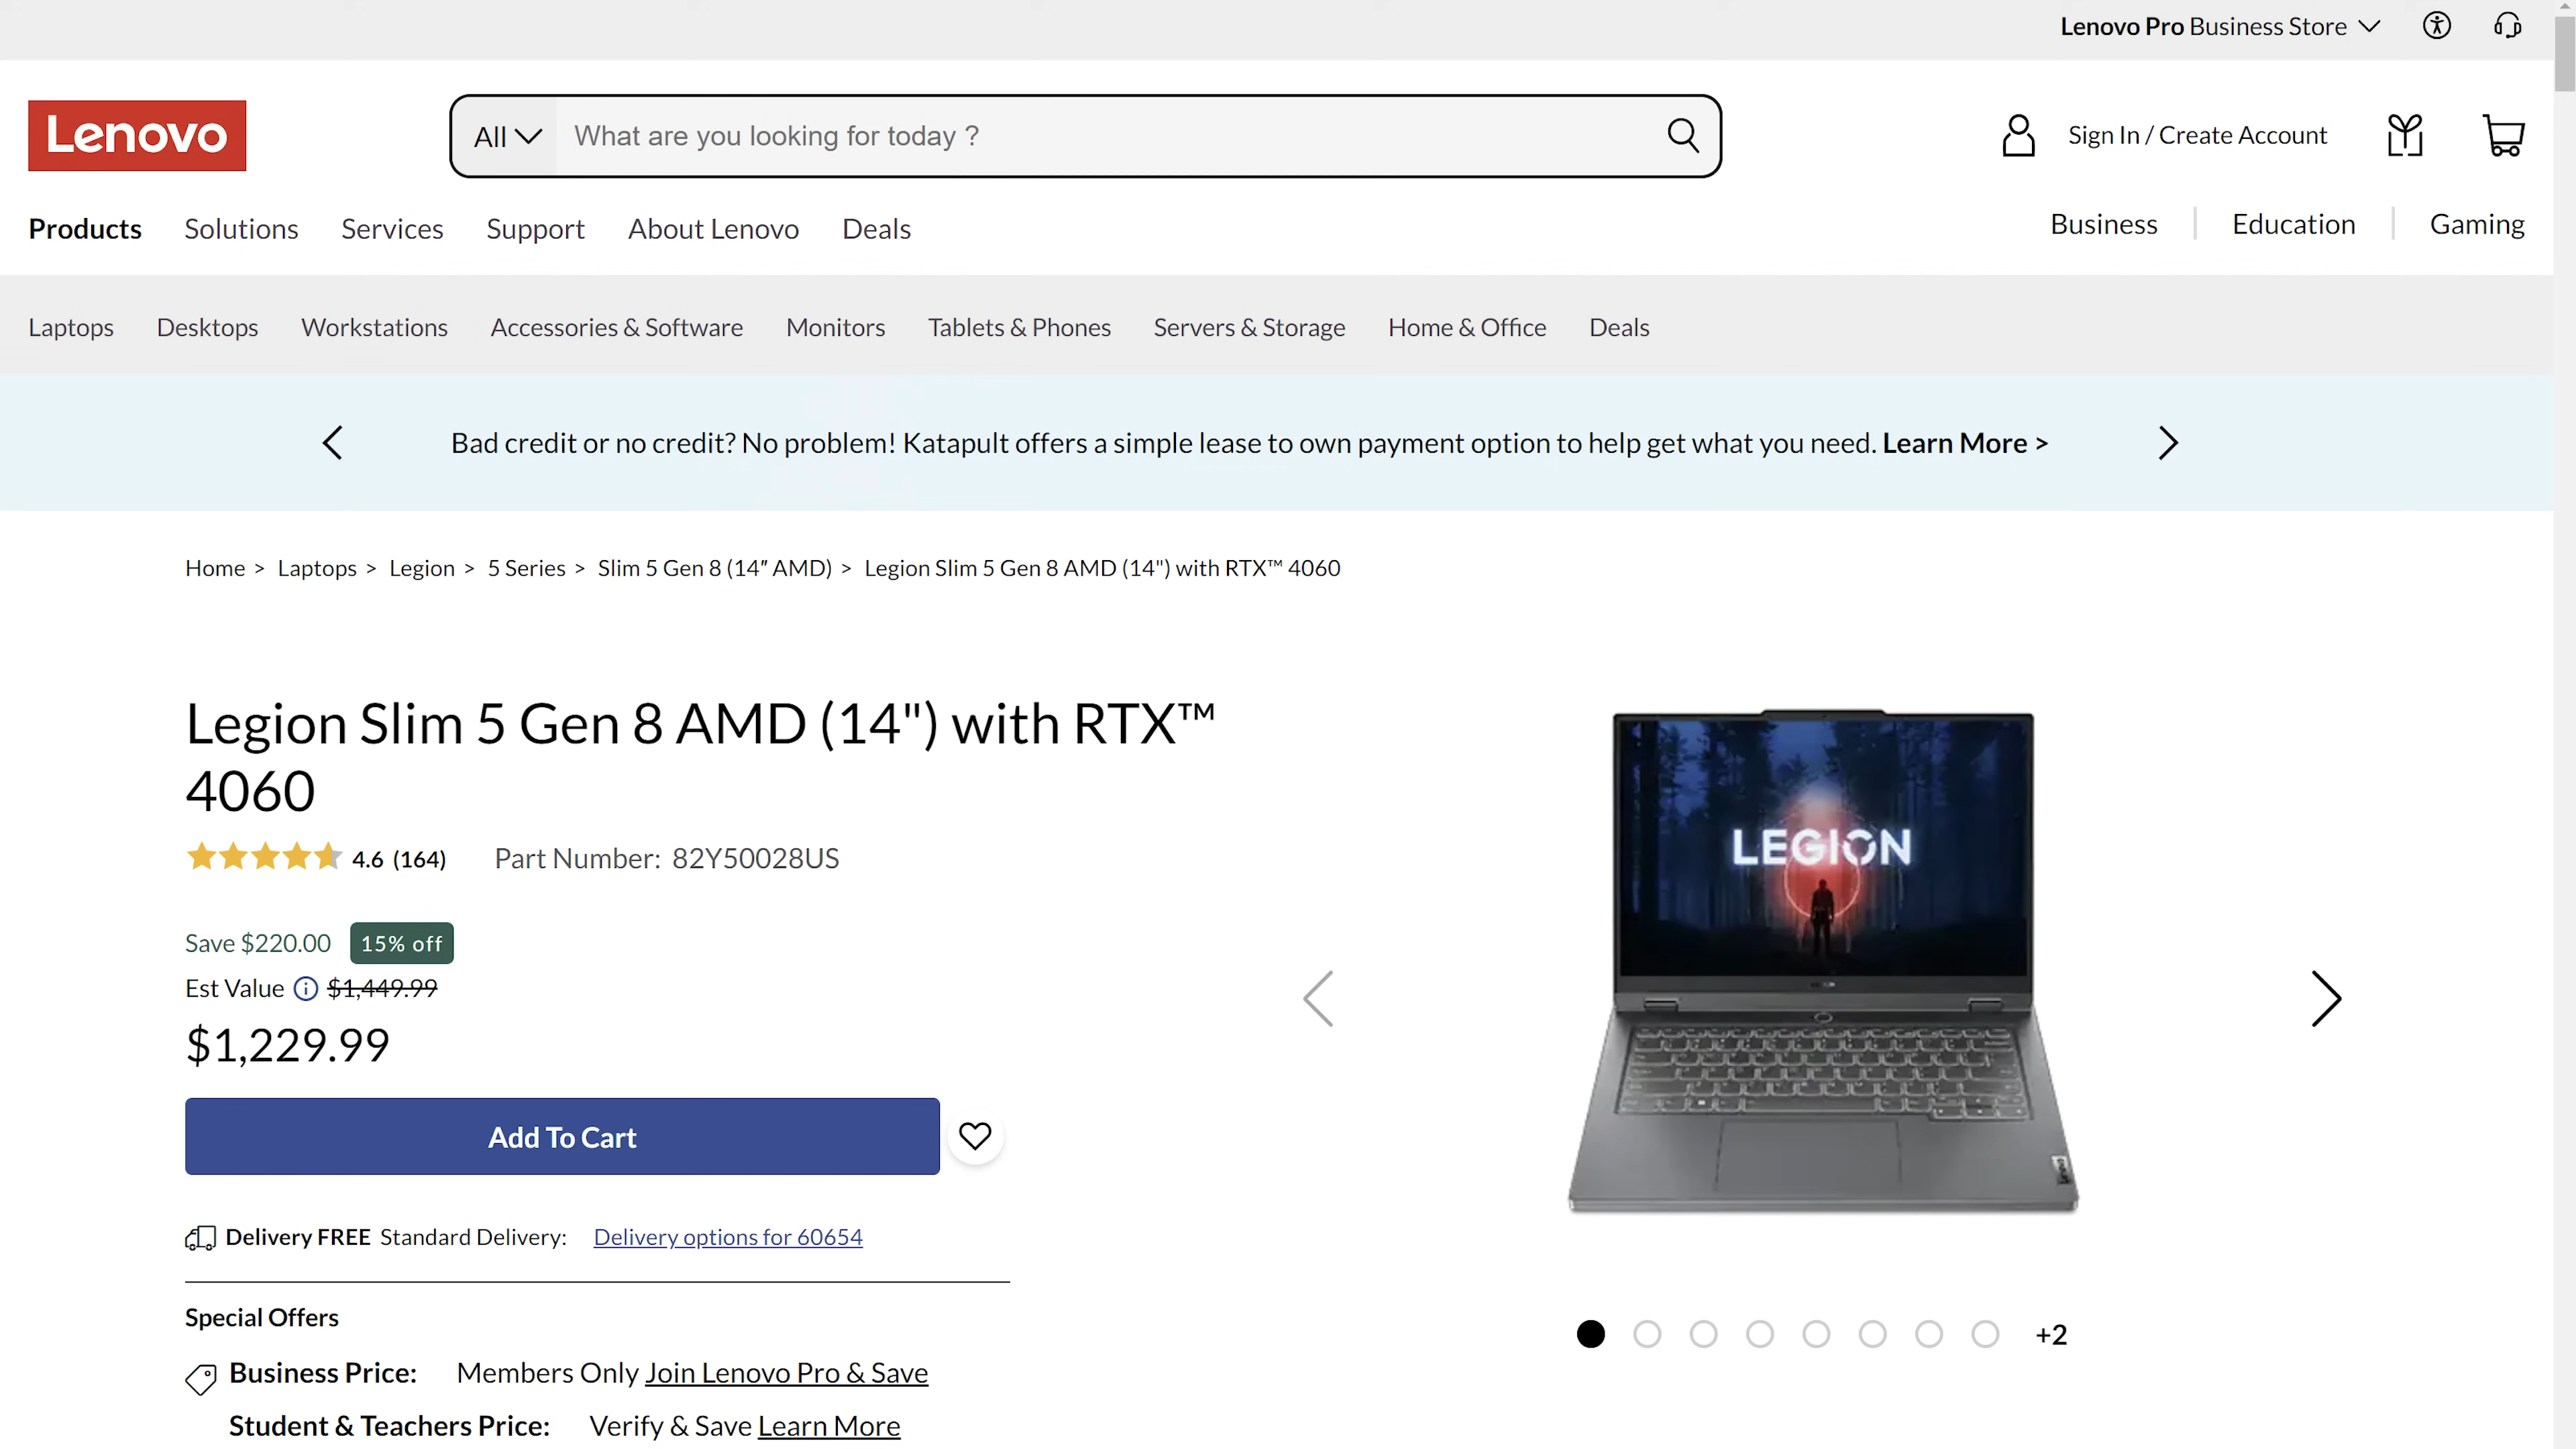 Lenovo Pro Business Store
Lenovo
All
What are you looking for today ?
Sign In / Create Account
Products Solutions Services Support About Lenovo Deals
Business Education Gaming
Laptops Desktops Workstations Accessories & Software Monitors Tablets & Phones Servers & Storage Home & Office Deals
Bad credit or no credit? No problem! Katapult offers a simple lease to own payment option to help get what you need. Learn More >
Home > Laptops > Legion > 5 Series > Slim 5 Gen 8 (14″ AMD) > Legion Slim 5 Gen 8 AMD (14") with RTX™ 4060
Legion Slim 5 Gen 8 AMD (14") with RTX™
4060
4.6 (164) Part Number: 82Y50028US
Save $220.00 15% off
Est Value $1,449.99
$1,229.99
Add To Cart
Delivery FREE Standard Delivery: Delivery options for 60654
Special Offers
Business Price: Members Only Join Lenovo Pro & Save
Student & Teachers Price: Verify & Save Learn More
LEGION
+2